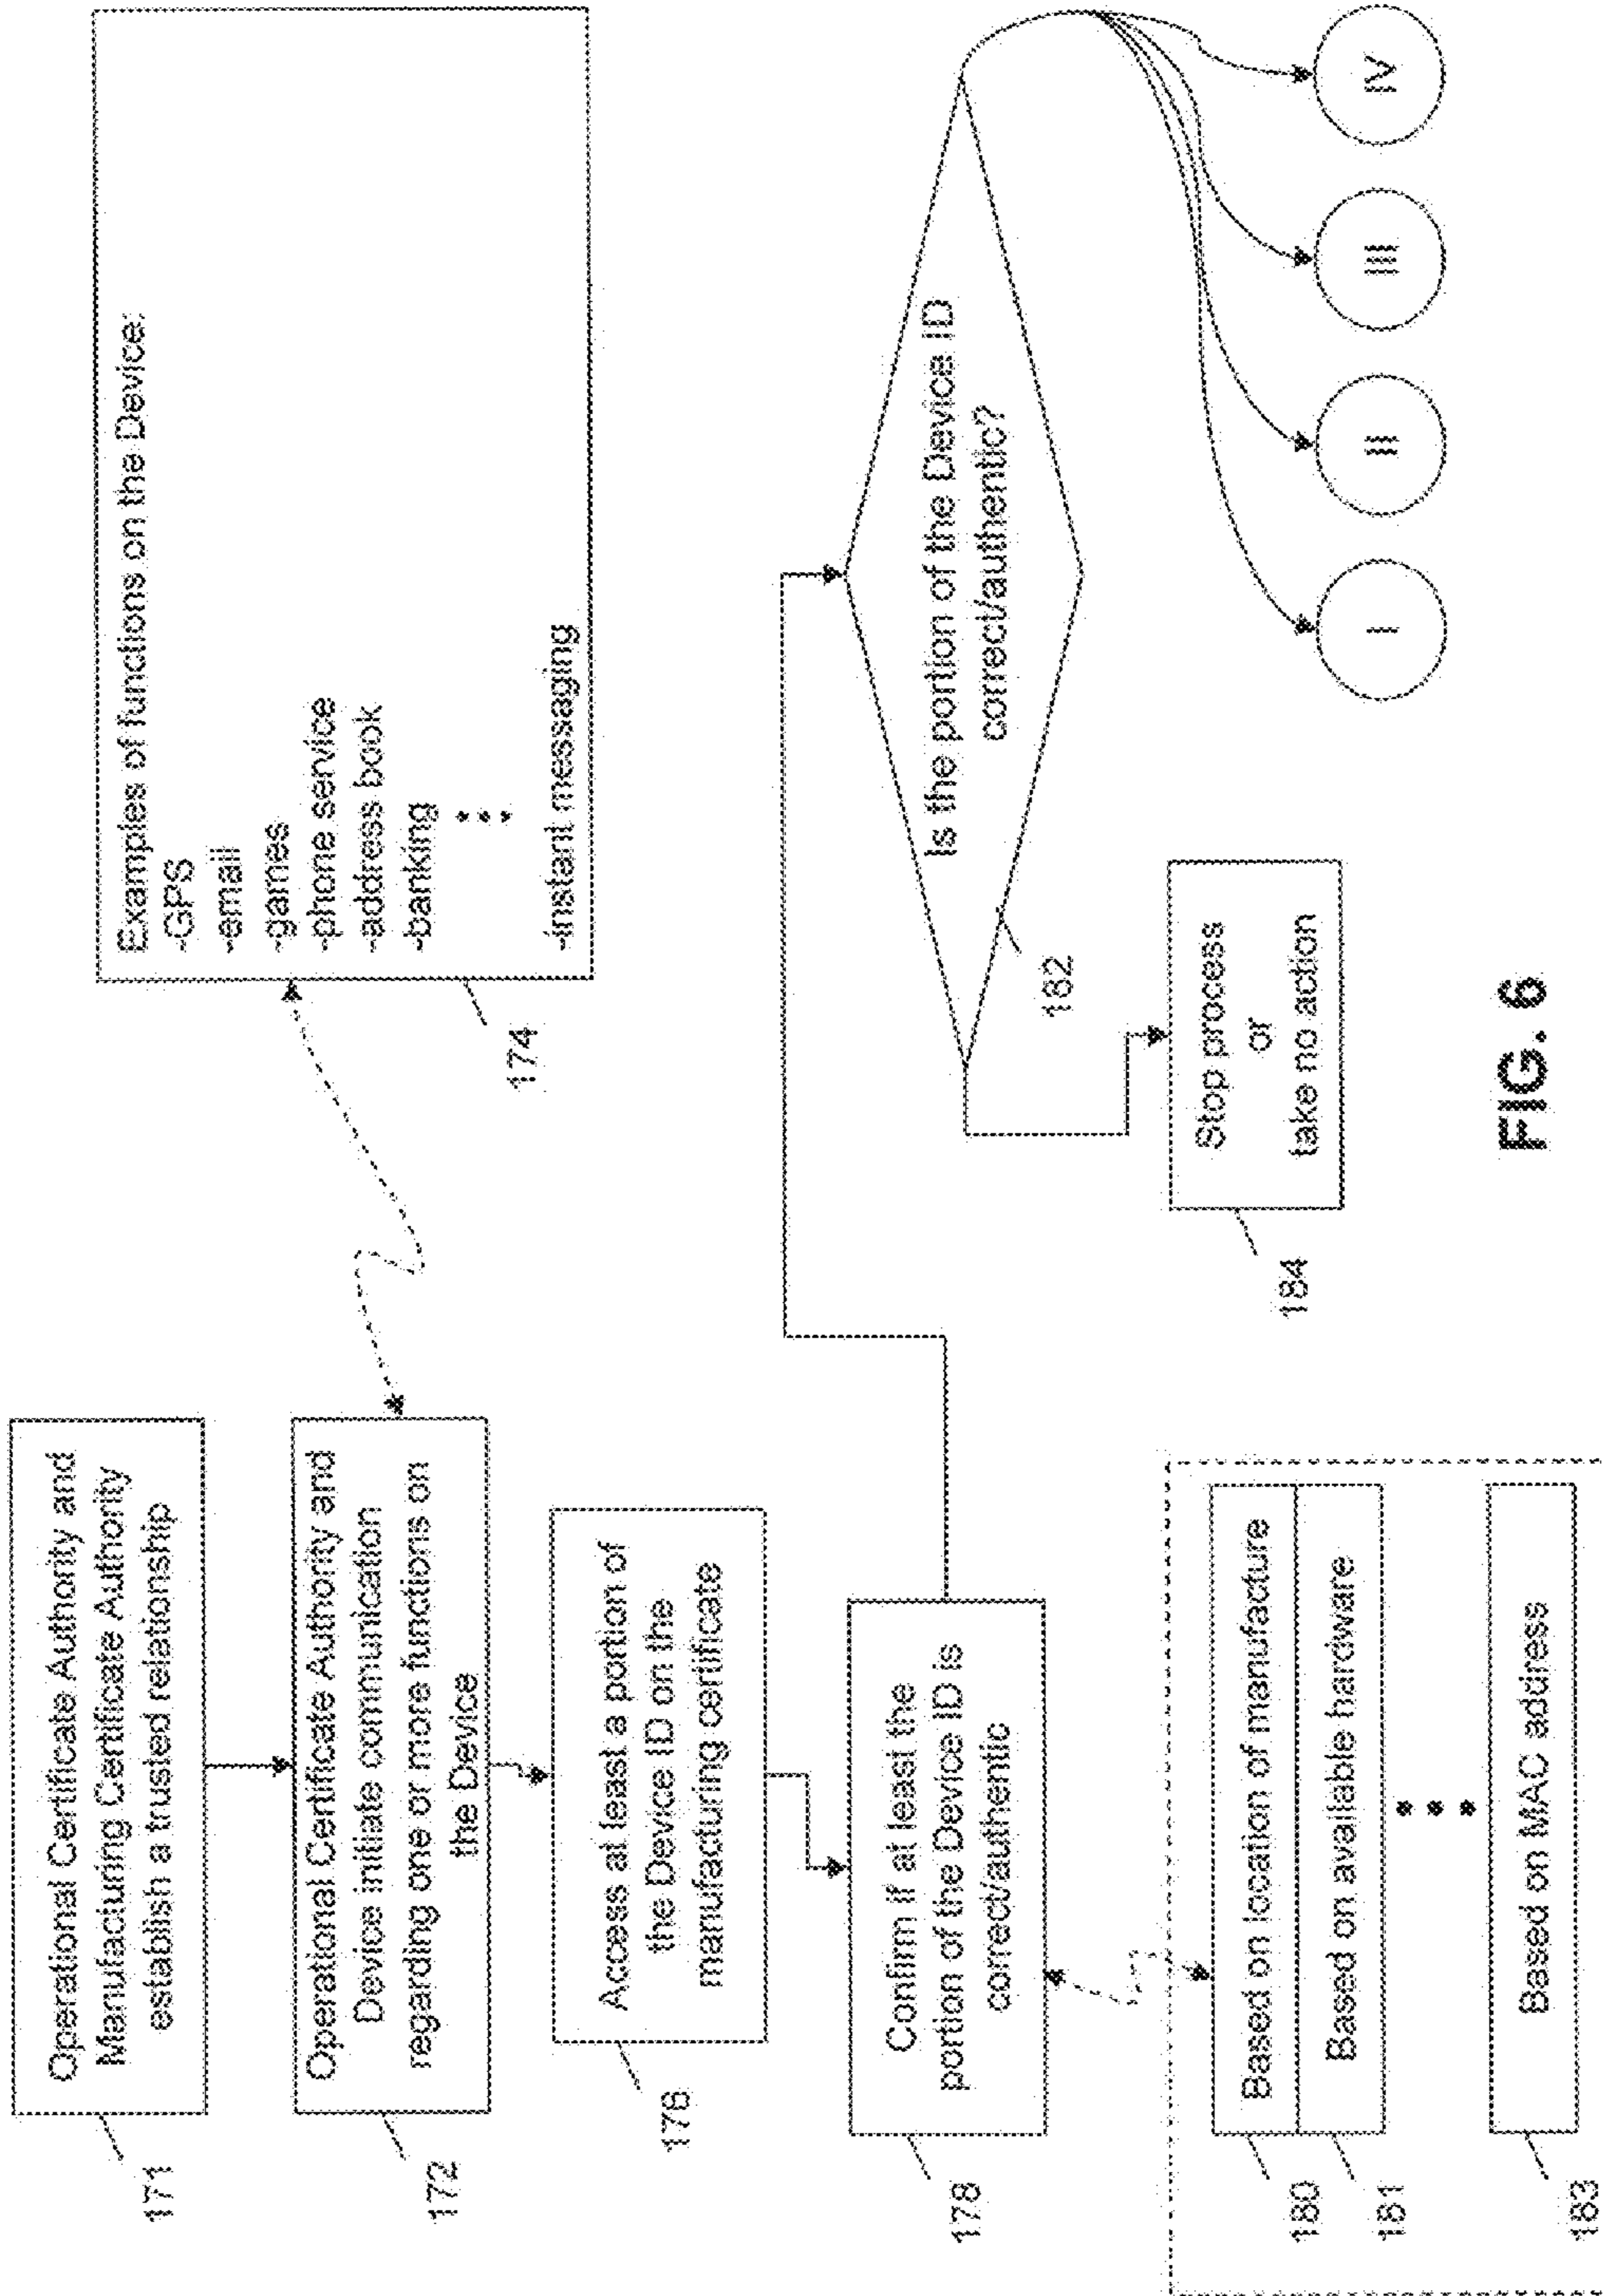 171
Operational Certificate Authority and
Manufacturing Certificate Authority
establish a trusted relationship
172
Operational Certificate Authority and
Device initiate communication
regarding one or more functions on
the Device
174
Examples of functions on the Device:
-GPS
-email
-games
-phone service
-address book
-banking
-instant messaging
176
Access at least a portion of
the Device ID on the
manufacturing certificate
178
Confirm if at least the
portion of the Device ID is
correct/authentic
180
Based on location of manufacture
181
Based on available hardware
183
Based on MAC address
182
Is the portion of the Device ID
correct/authentic?
184
Stop process
or
take no action
I
II
III
IV
FIG. 6